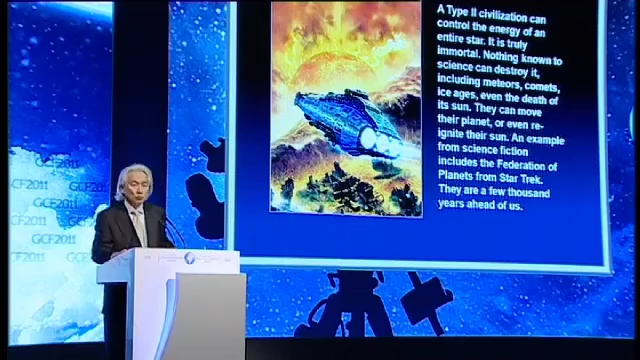 A Type II civilization can
control the energy of an
entire star. It is truly
immortal. Nothing known to
science can destroy it,
including meteors, comets,
ice ages, even the death of
its sun. They can move
their planet, or even re-
ignite their sun. An example
from science fiction
includes the Federation of
Planets from Star Trek.
They are a few thousand
years ahead of us.
GCF2011
GCF2011
GCF2011
GCF2011